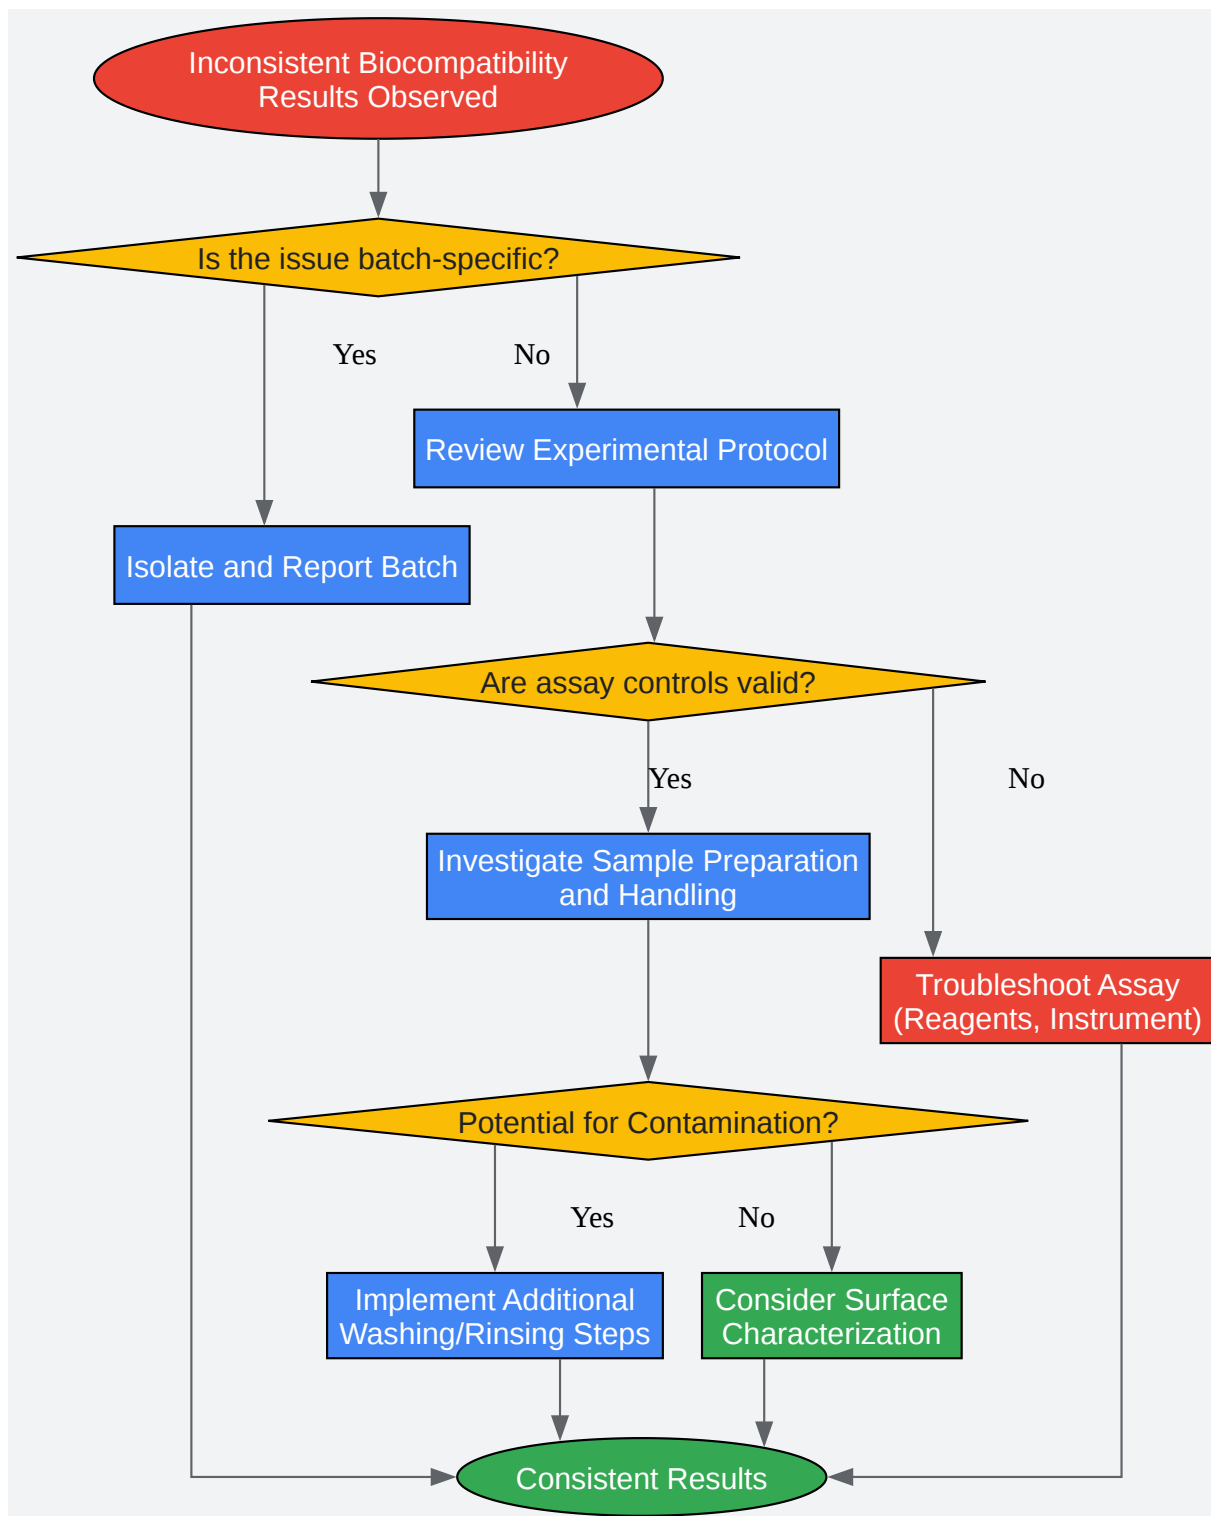 Inconsistent Biocompatibility
Results Observed
Is the issue batch-specific?
Yes
No
Review Experimental Protocol
Isolate and Report Batch
Are assay controls valid?
Yes
No
Investigate Sample Preparation
and Handling
Troubleshoot Assay
(Reagents, Instrument)
Potential for Contamination?
Yes
No
Implement Additional
Washing/Rinsing Steps
Consider Surface
Characterization
Consistent Results